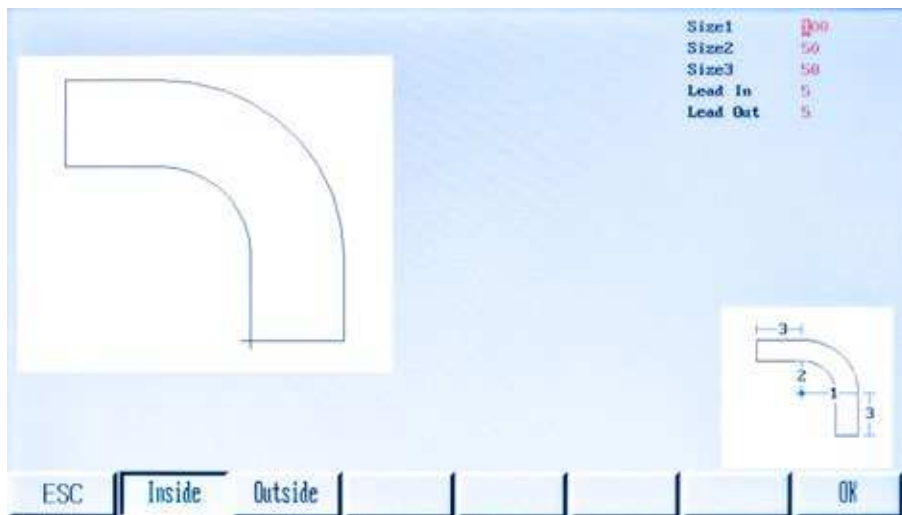 Size1 100
Size2 50
Size3 50
Lead In 5
Lead Out 5
3
2
1
3
ESC Inside Outside OK